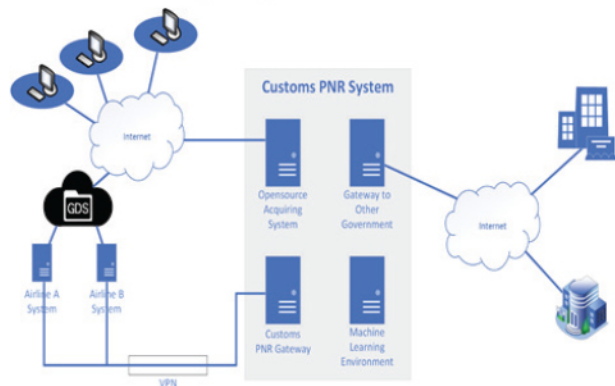 Customs PNR System
Internet
Opensource
Acquiring
System
Gateway to
Other
Government
GDS
Internet
Airline A
System
Airline B
System
Customs
PNR Gateway
Machine
Learning
Environment
VPN